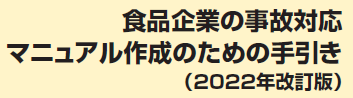 食品企業の事故対応
マニュアル作成のための手引き
（2022年改訂版）